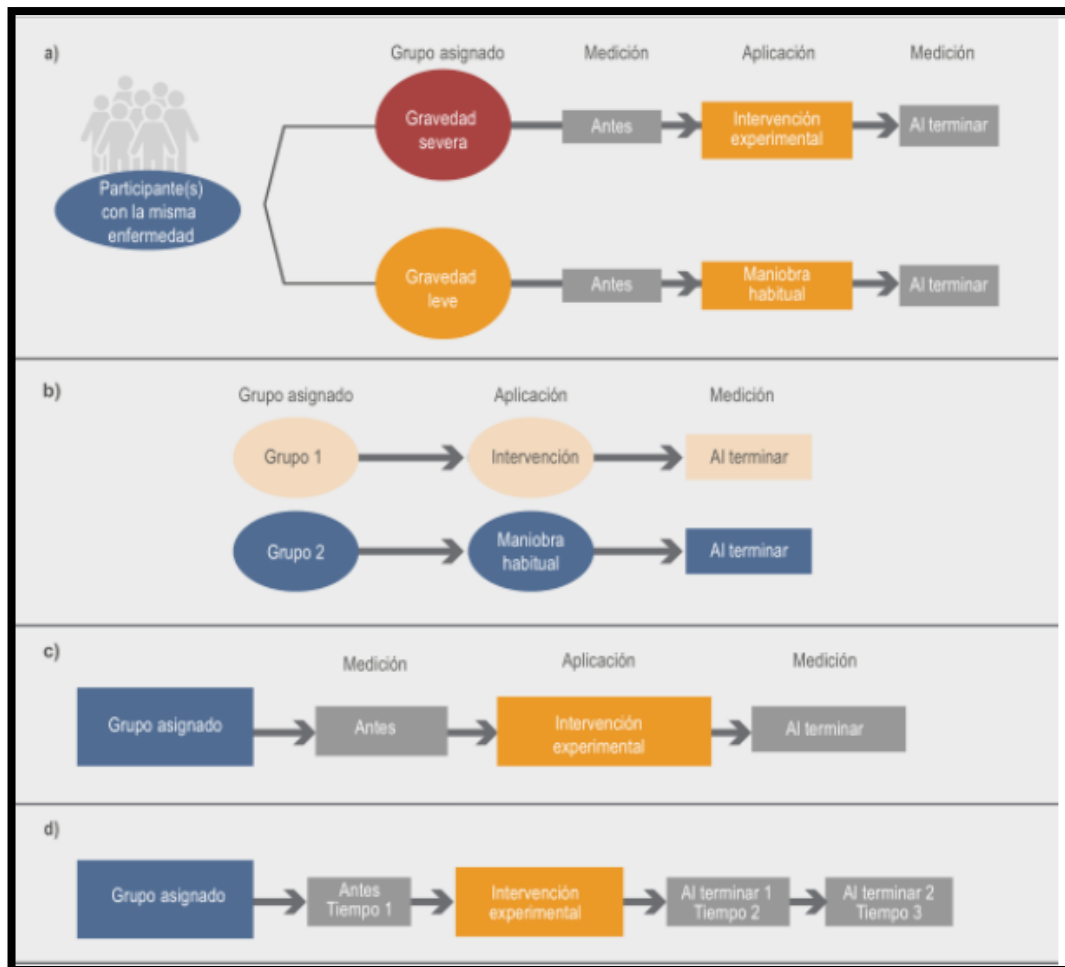 a)
Grupo asignado Medición Aplicación Medición
Participante(s)
con la misma
enfermedad
Gravedad
severa
Antes
Intervención
experimental
Al terminar
Gravedad
leve
Antes
Maniobra
habitual
Al terminar
b)
Grupo asignado Aplicación Medición
Grupo 1
Intervención
Al terminar
Grupo 2
Maniobra
habitual
Al terminar
c)
Medición Aplicación Medición
Grupo asignado
Antes
Intervención
experimental
Al terminar
d)
Grupo asignado
Antes
Tiempo 1
Intervención
experimental
Al terminar 1
Tiempo 2
Al terminar 2
Tiempo 3